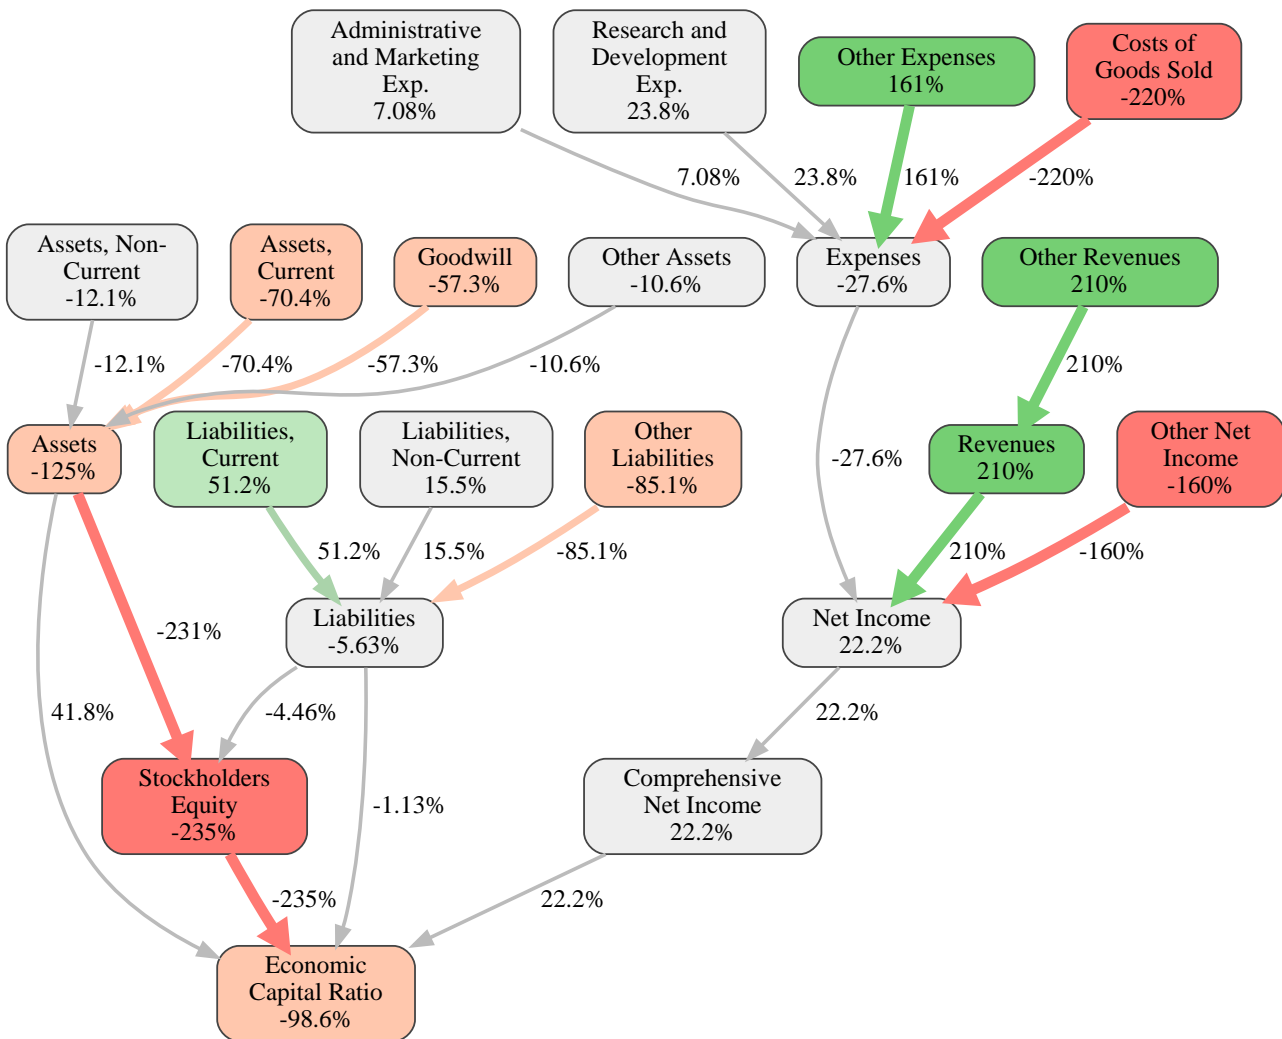 Administrative
and Marketing
Exp.
7.08%
Research and
Development
Exp.
23.8%
Other Expenses
161%
Costs of
Goods Sold
-220%
7.08%
23.8%
161%
-220%
Assets, Non-
Current
-12.1%
Assets,
Current
-70.4%
Goodwill
-57.3%
Other Assets
-10.6%
Expenses
-27.6%
Other Revenues
210%
-12.1%
-70.4%
-57.3%
-10.6%
210%
Assets
-125%
Liabilities,
Current
51.2%
Liabilities,
Non-Current
15.5%
Other
Liabilities
-85.1%
-27.6%
Revenues
210%
Other Net
Income
-160%
51.2%
15.5%
-85.1%
210%
-160%
-231%
Liabilities
-5.63%
Net Income
22.2%
41.8%
-4.46%
22.2%
Stockholders
Equity
-235%
-1.13%
Comprehensive
Net Income
22.2%
-235%
22.2%
Economic
Capital Ratio
-98.6%